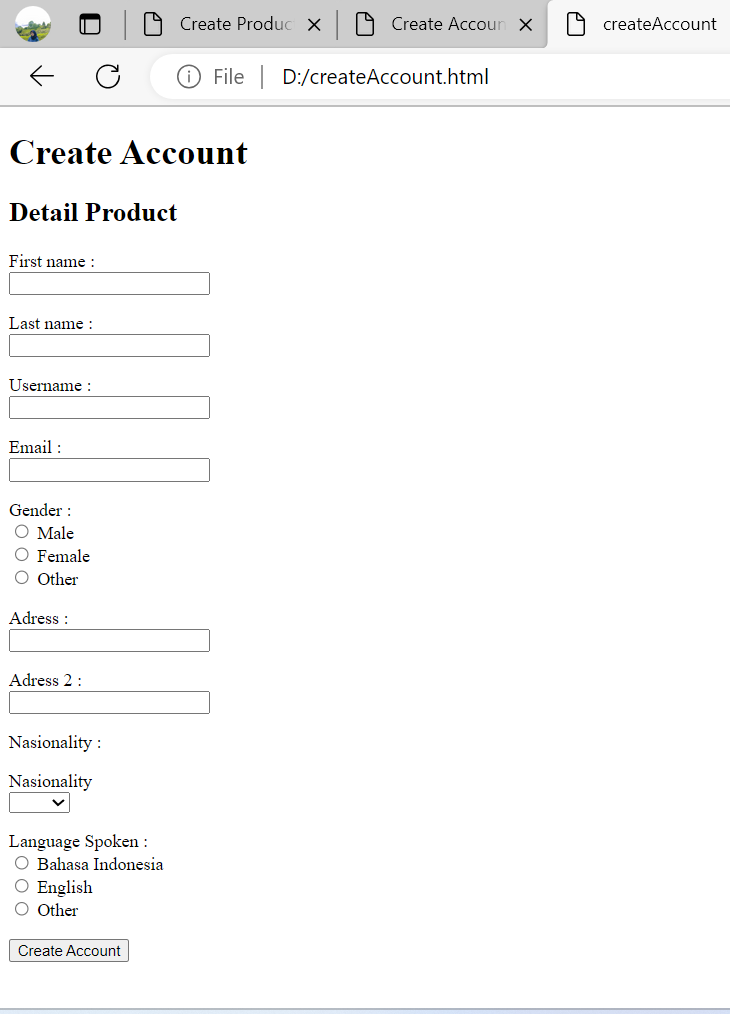 Create Produc
Create Accoun
createAccount
File
D:/createAccount.html
Create Account
Detail Product
First name :
Last name :
Username :
Email :
Gender :
Male
Female
Other
Adress :
Adress 2 :
Nasionality :
Nasionality
Language Spoken :
Bahasa Indonesia
English
Other
Create Account